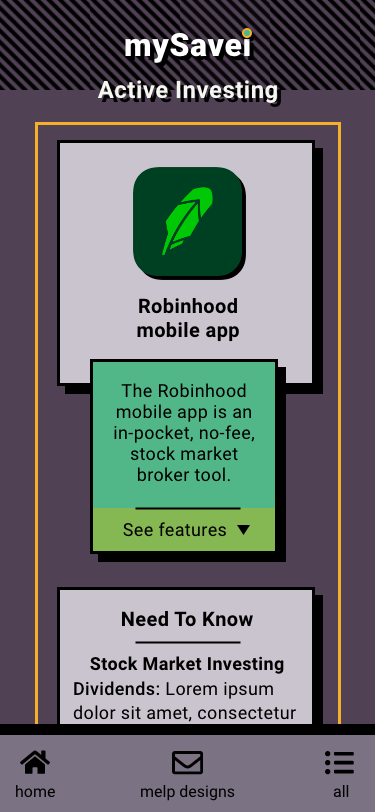 mySavei
Active Investing
Robinhood
mobile app
The Robinhood
mobile app is an
in-pocket, no-fee,
stock market
broker tool.
See features
Need To Know
Stock Market Investing
Dividends: Lorem ipsum
dolor sit amet, consectetur
home
melp designs
all